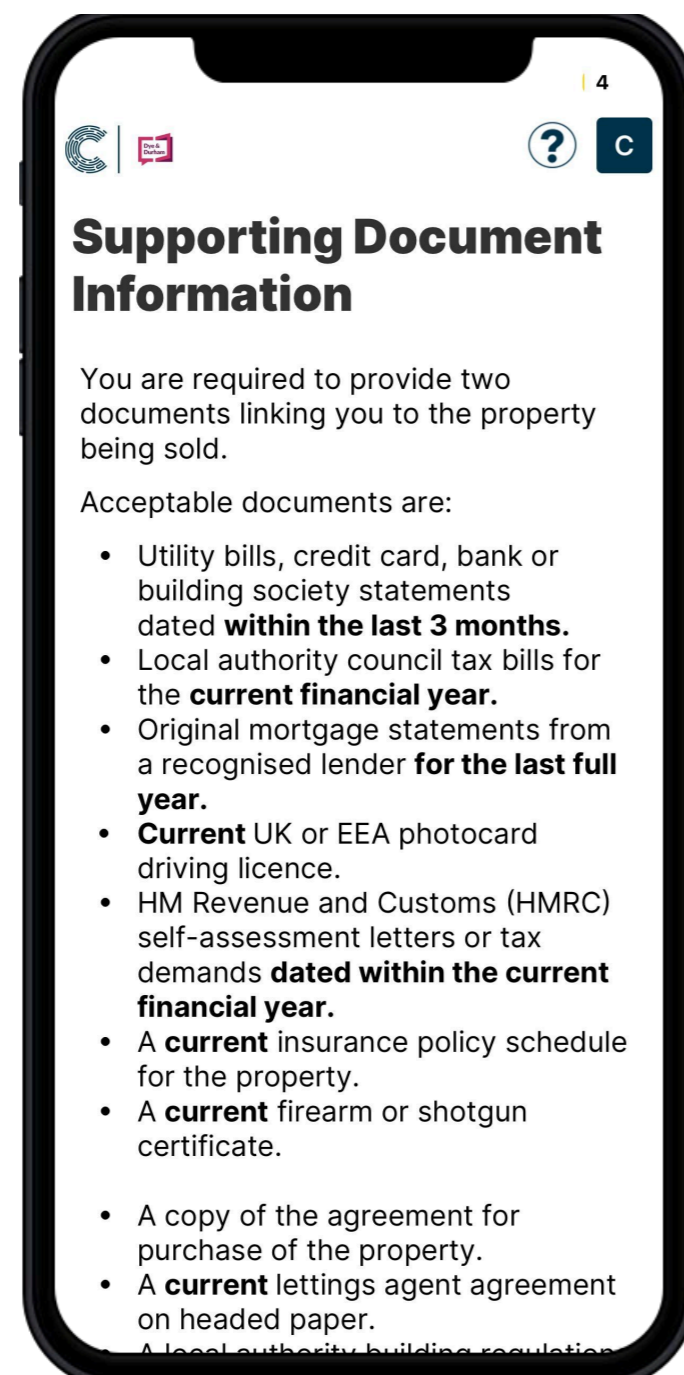 4
Dye &
Durham
?
C
Supporting Document
Information
You are required to provide two
documents linking you to the property
being sold.
Acceptable documents are:
• Utility bills, credit card, bank or
building society statements
dated within the last 3 months.
• Local authority council tax bills for
the current financial year.
• Original mortgage statements from
a recognised lender for the last full
year.
• Current UK or EEA photocard
driving licence.
• HM Revenue and Customs (HMRC)
self-assessment letters or tax
demands dated within the current
financial year.
• A current insurance policy schedule
for the property.
• A current firearm or shotgun
certificate.
• A copy of the agreement for
purchase of the property.
• A current lettings agent agreement
on headed paper.
• A local authority building regulation